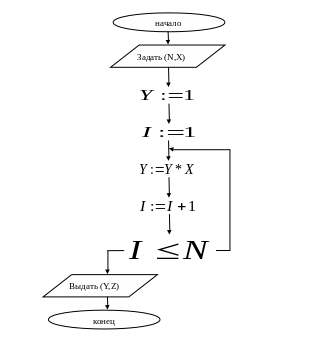 начало
Задать (N,X)
Y :=1
I :=1
Y :=Y * X
I :=I +1
I ≤N
Выдать (Y,Z)
конец